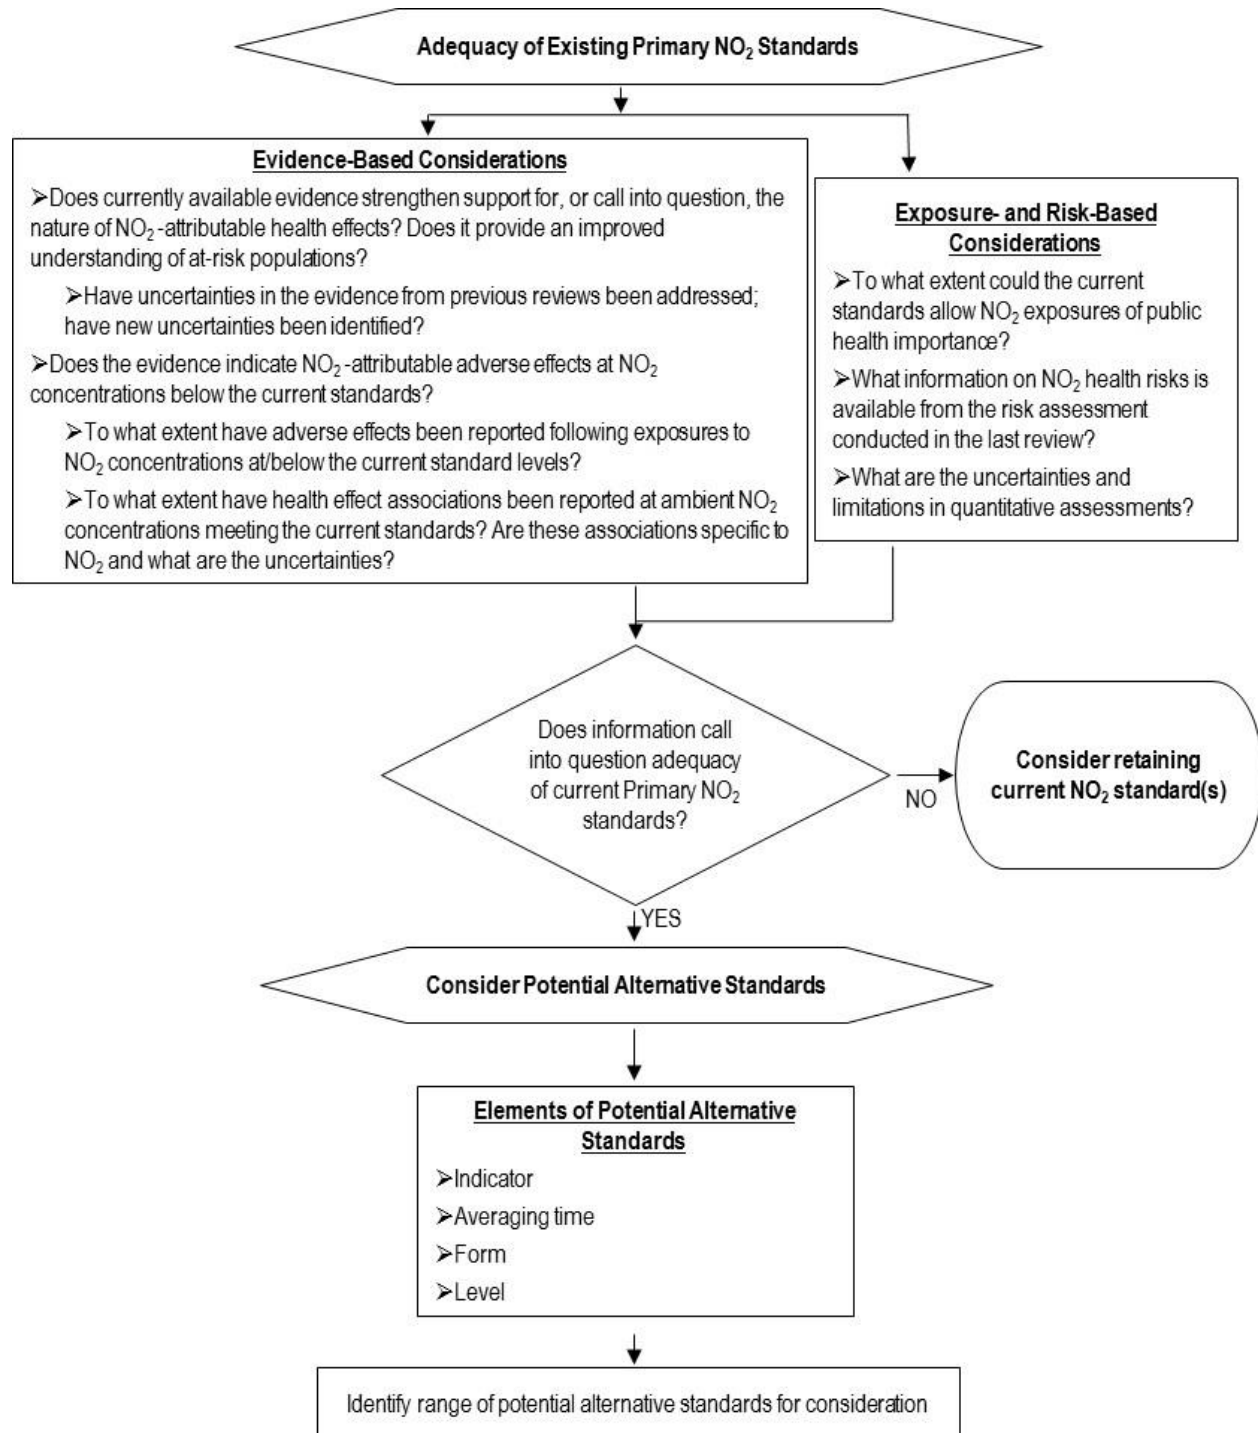 Adequacy of Existing Primary NO₂ Standards
Evidence-Based Considerations
➢Does currently available evidence strengthen support for, or call into question, the
nature of NO₂-attributable health effects? Does it provide an improved
understanding of at-risk populations?
➢Have uncertainties in the evidence from previous reviews been addressed;
have new uncertainties been identified?
➢Does the evidence indicate NO₂-attributable adverse effects at NO₂
concentrations below the current standards?
➢To what extent have adverse effects been reported following exposures to
NO₂ concentrations at/below the current standard levels?
➢To what extent have health effect associations been reported at ambient NO₂
concentrations meeting the current standards? Are these associations specific to
NO₂ and what are the uncertainties?
Exposure- and Risk-Based
Considerations
➢To what extent could the current
standards allow NO₂ exposures of public
health importance?
➢What information on NO₂ health risks is
available from the risk assessment
conducted in the last review?
➢What are the uncertainties and
limitations in quantitative assessments?
Does information call
into question adequacy
of current Primary NO₂
standards?
NO
Consider retaining
current NO₂ standard(s)
YES
Consider Potential Alternative Standards
Elements of Potential Alternative
Standards
➢Indicator
➢Averaging time
➢Form
➢Level
Identify range of potential alternative standards for consideration